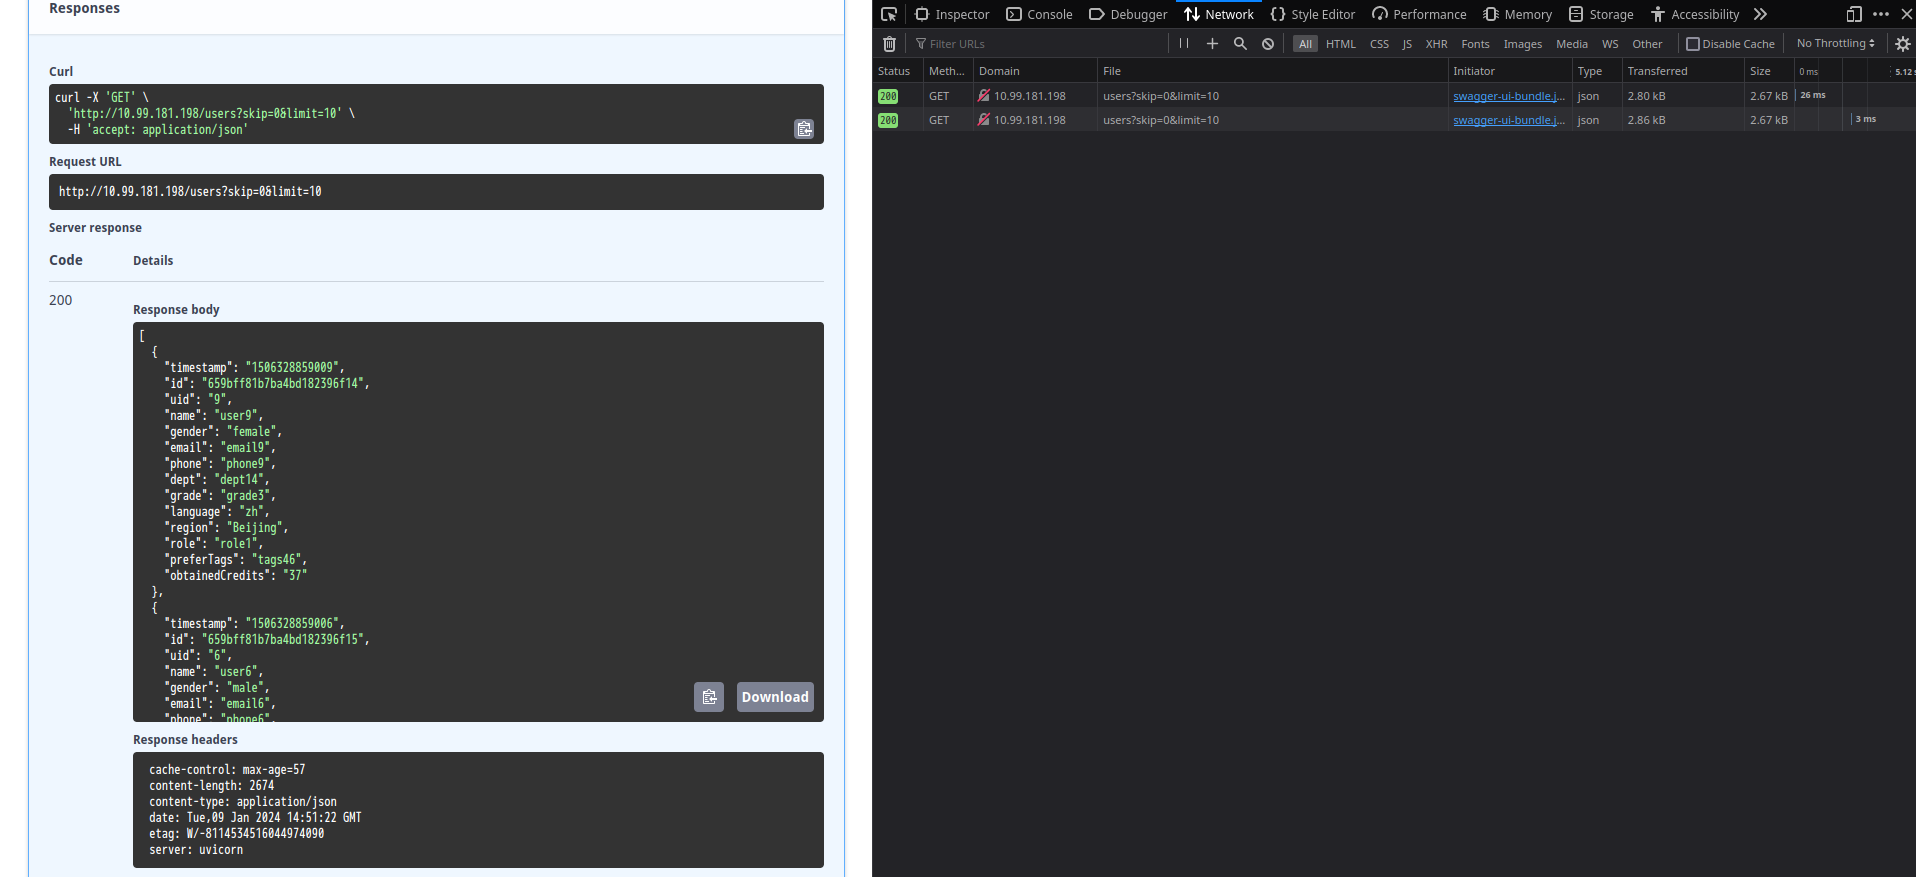 Responses
Curl
curl -X 'GET' \
'http://10.99.181.198/users?skip=0&limit=10' \
-H 'accept: application/json'
Request URL
http://10.99.181.198/users?skip=0&limit=10
Server response
Code Details
200
Response body
[
{
"timestamp": "1506328859009",
"id": "659bff81b7ba4bd182396f14",
"uid": "9",
"name": "user9",
"gender": "female",
"email": "email9",
"phone": "phone9",
"dept": "dept14",
"grade": "grade3",
"language": "zh",
"region": "Beijing",
"role": "role1",
"preferTags": "tags46",
"obtainedCredits": "37"
},
{
"timestamp": "1506328859006",
"id": "659bff81b7ba4bd182396f15",
"uid": "6",
"name": "user6",
"gender": "male",
"email": "email6",
"phone": "phone6",
Download
Response headers
cache-control: max-age=57
content-length: 2674
content-type: application/json
date: Tue,09 Jan 2024 14:51:22 GMT
etag: W/-8114534516044974090
server: uvicorn
Inspector Console Debugger Network Style Editor Performance Memory Storage Accessibility
Filter URLs All HTML CSS JS XHR Fonts Images Media WS Other Disable Cache No Throttling
Status Meth... Domain File Initiator Type Transferred Size 0 ms 5.12 s
200 GET 10.99.181.198 users?skip=0&limit=10 swagger-ui-bundle.j... json 2.80 kB 2.67 kB 26 ms
200 GET 10.99.181.198 users?skip=0&limit=10 swagger-ui-bundle.j... json 2.86 kB 2.67 kB 3 ms